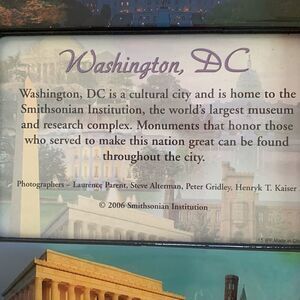 Washington, DC
Washington, DC is a cultural city and is home to the
Smithsonian Institution, the world's largest museum
and research complex. Monuments that honor those
who served to make this nation great can be found
throughout the city.
Photographers – Laurence Parent, Steve Alterman, Peter Gridley, Henryk T. Kaiser
© 2006 Smithsonian Institution